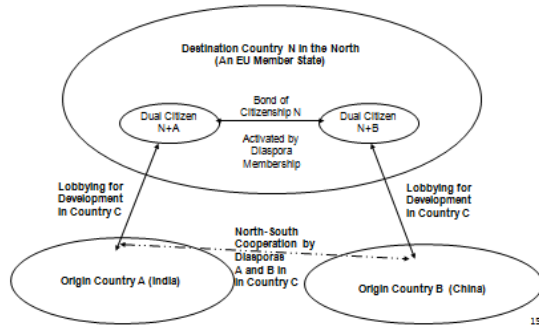 Destination Country N in the North
(An EU Member State)
Bond of
Citizenship N
Dual Citizen
N+A
Dual Citizen
N+B
Activated by
Diaspora
Membership
Lobbying for
Development
in Country C
Lobbying for
Development
in Country C
North-South
Cooperation by
Diasporas
A and B in
in Country C
Origin Country A (India)
Origin Country B (China)
15